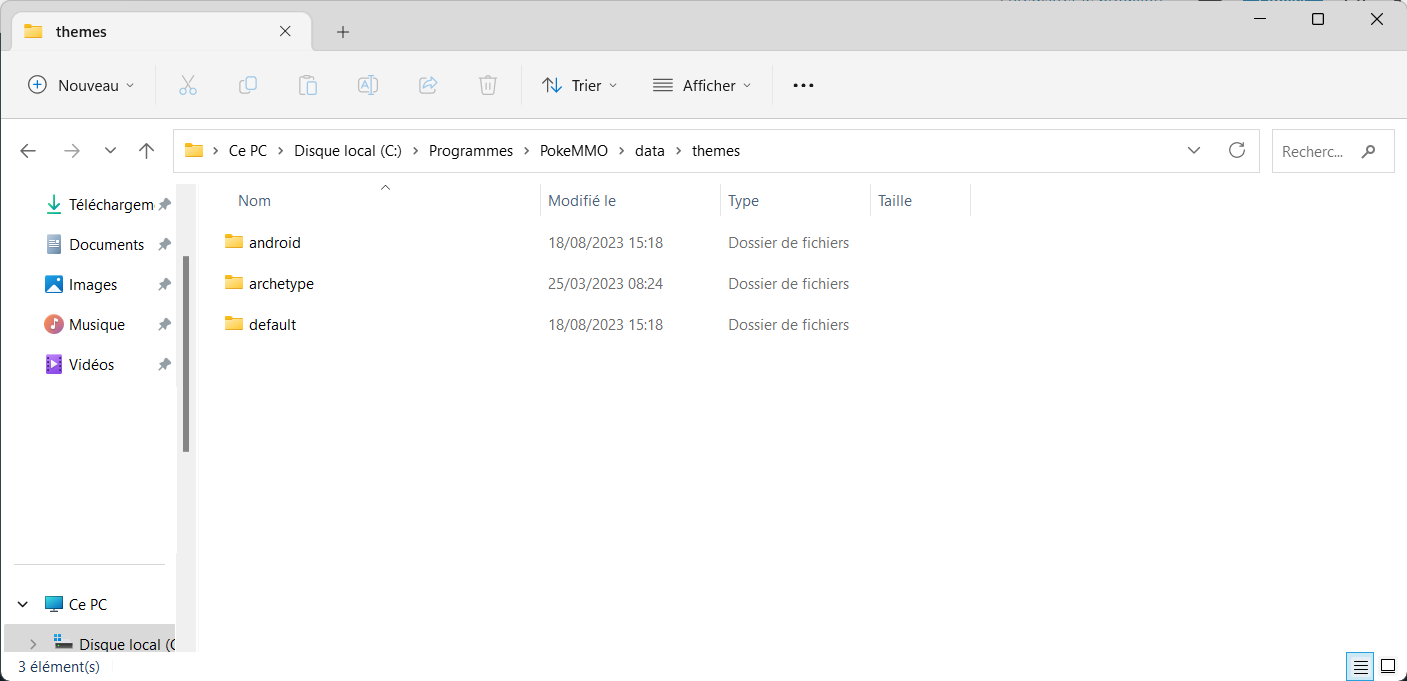 themes
Nouveau
Trier
Afficher
Ce PC > Disque local (C:) > Programmes > PokeMMO > data > themes
Recherc...
Téléchargem
Documents
Images
Musique
Vidéos
Ce PC
Disque local (C
Nom Modifié le Type Taille
android 18/08/2023 15:18 Dossier de fichiers
archetype 25/03/2023 08:24 Dossier de fichiers
default 18/08/2023 15:18 Dossier de fichiers
3 élément(s)